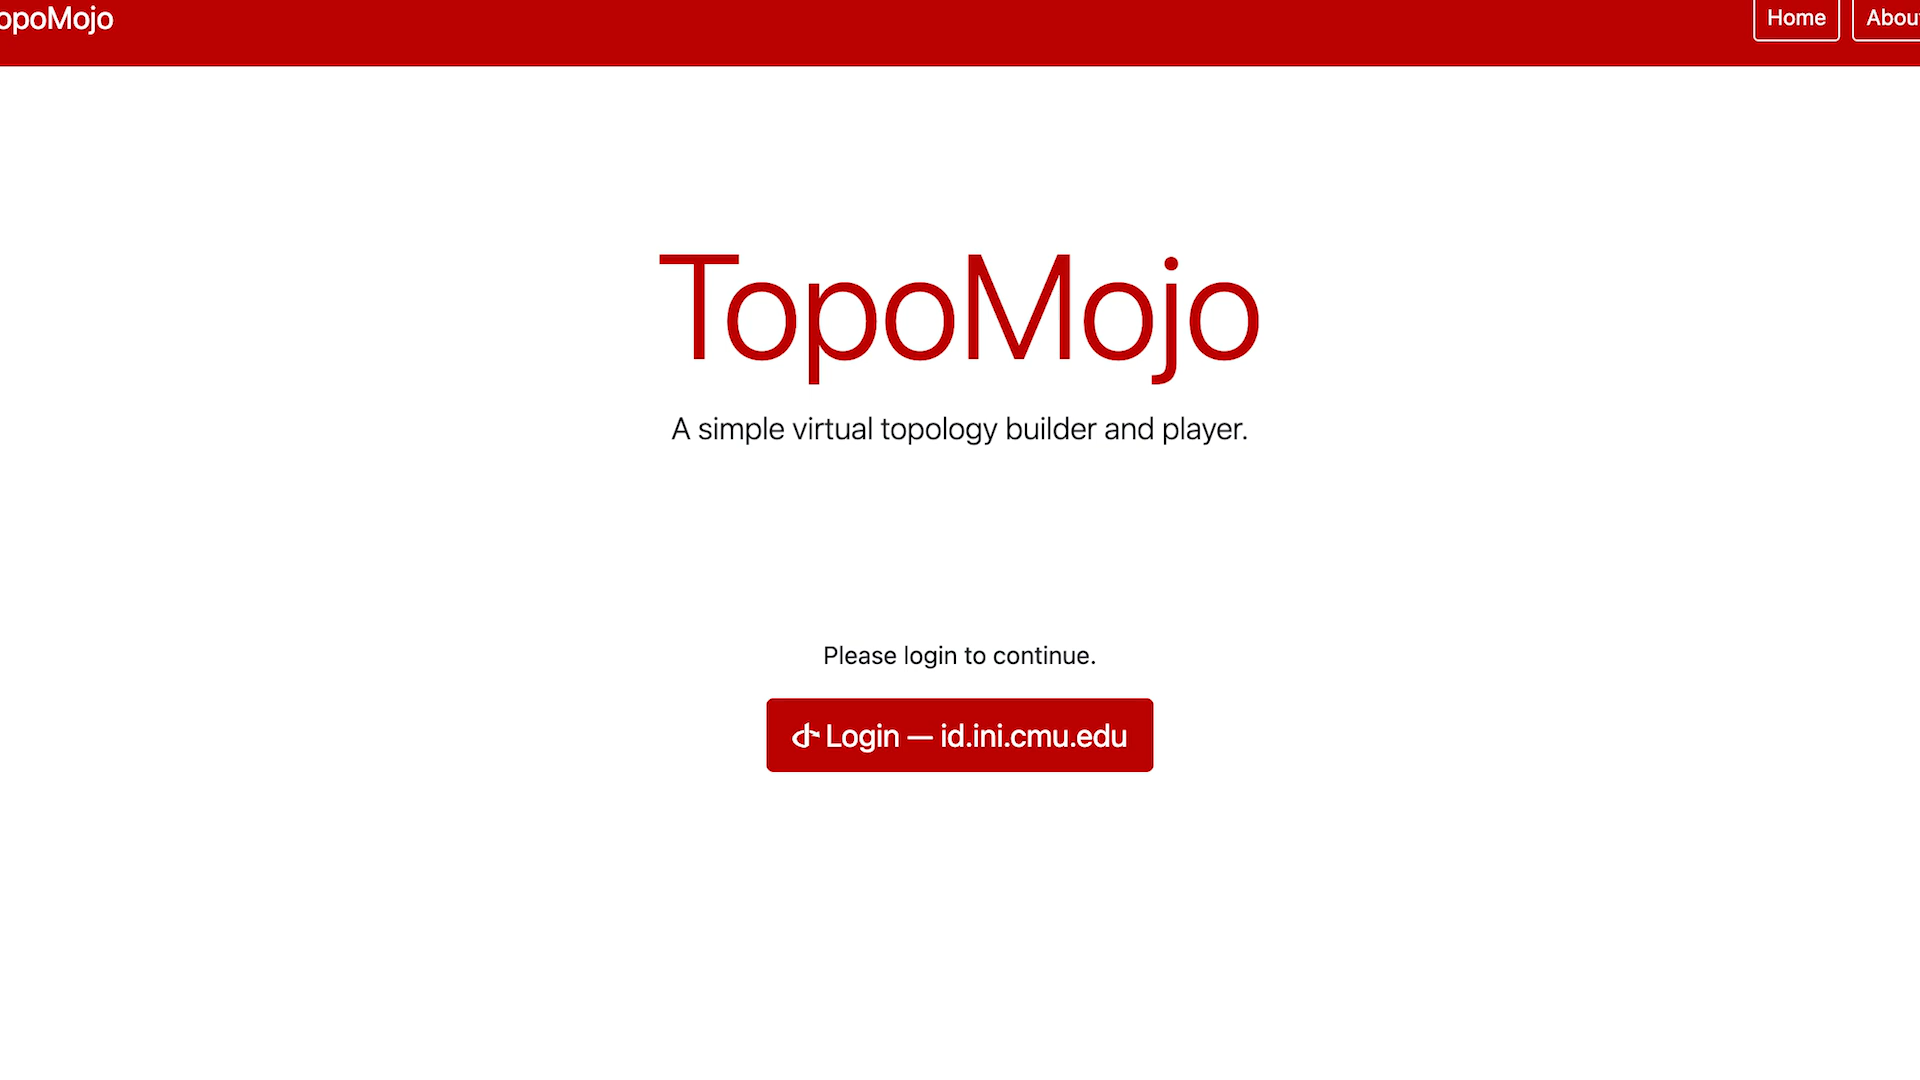 opoMojo
Home
Abou
TopoMojo
A simple virtual topology builder and player.
Please login to continue.
Login — id.ini.cmu.edu